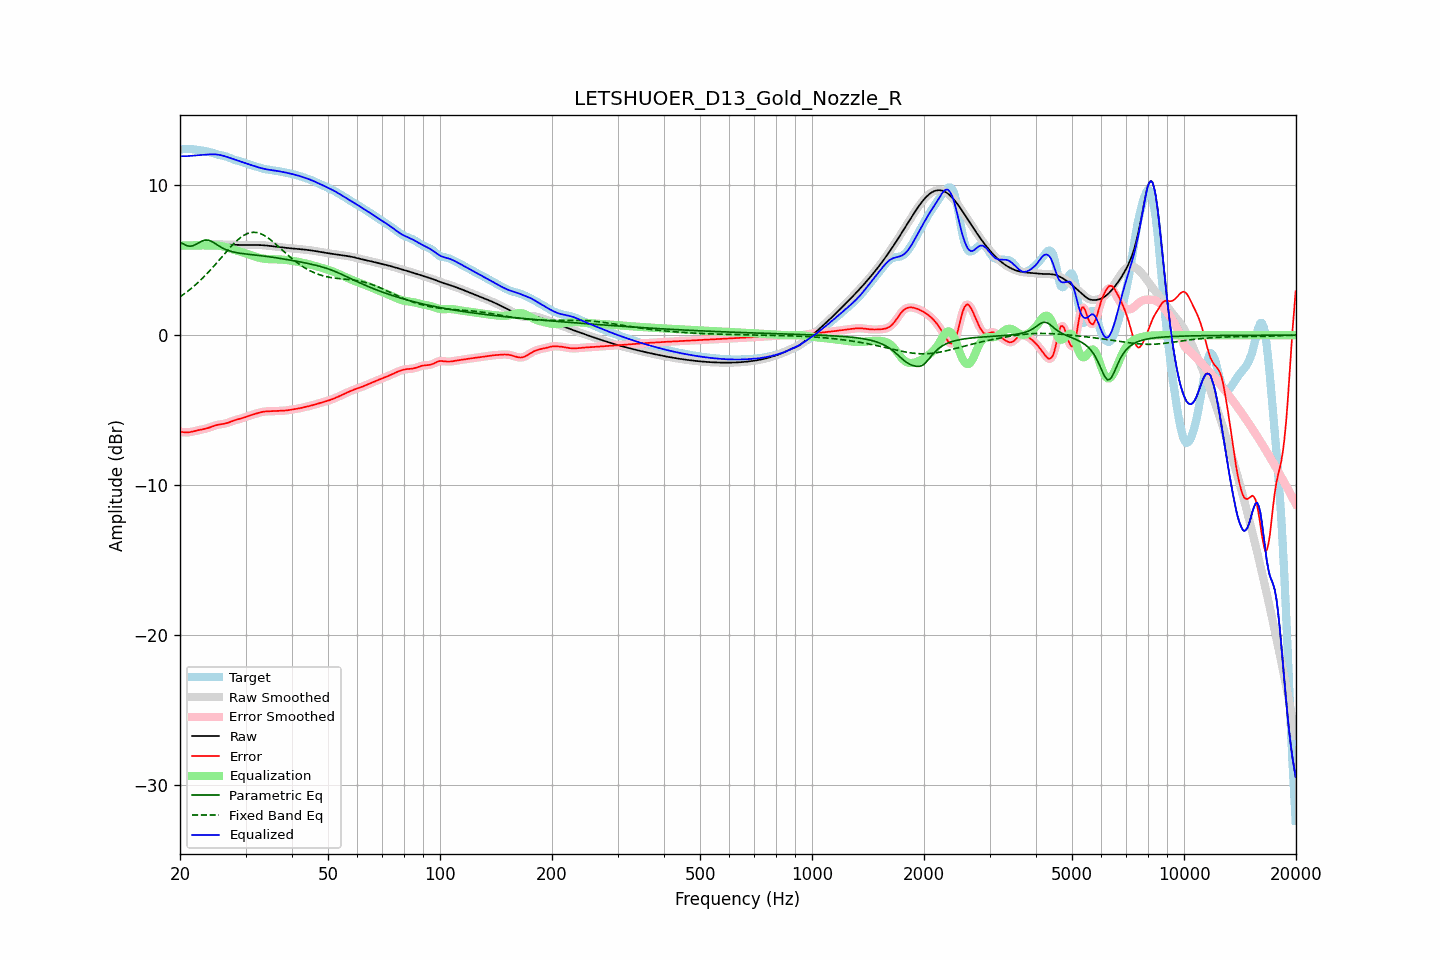 LETSHUOER_D13_Gold_Nozzle_R
Amplitude (dBr)
10
0
−10
−20
−30
Target
Raw Smoothed
Error Smoothed
Raw
Error
Equalization
Parametric Eq
Fixed Band Eq
Equalized
20 50 100 200 500 1000 2000 5000 10000 20000
Frequency (Hz)